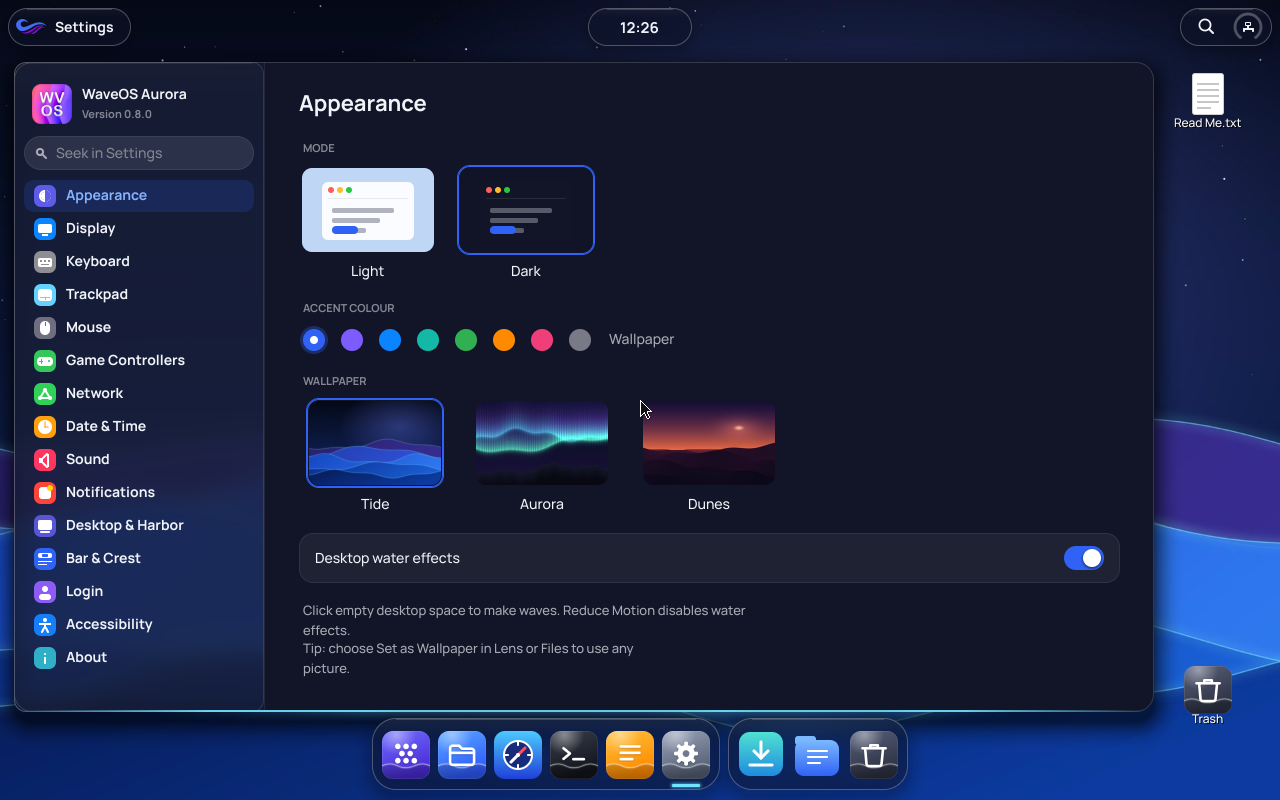 Settings
12:26
WV
OS
WaveOS Aurora
Version 0.8.0
Seek in Settings
Appearance
Display
Keyboard
Trackpad
Mouse
Game Controllers
Network
Date & Time
Sound
Notifications
Desktop & Harbor
Bar & Crest
Login
Accessibility
About
Appearance
MODE
Light
Dark
ACCENT COLOUR
Wallpaper
WALLPAPER
Tide
Aurora
Dunes
Desktop water effects
Click empty desktop space to make waves. Reduce Motion disables water
effects.
Tip: choose Set as Wallpaper in Lens or Files to use any
picture.
Read Me.txt
Trash